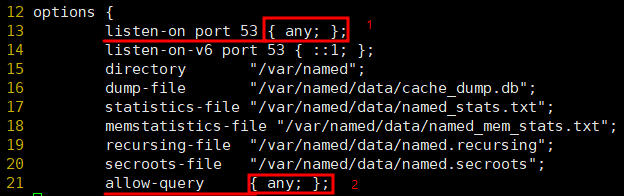 12 options {
13         listen-on port 53 { any; };    1
14         listen-on-v6 port 53 { ::1; };
15         directory       "/var/named";
16         dump-file       "/var/named/data/cache_dump.db";
17         statistics-file "/var/named/data/named_stats.txt";
18         memstatistics-file "/var/named/data/named_mem_stats.txt";
19         recursing-file  "/var/named/data/named.recursing";
20         secroots-file   "/var/named/data/named.secroots";
21         allow-query     { any; };    2